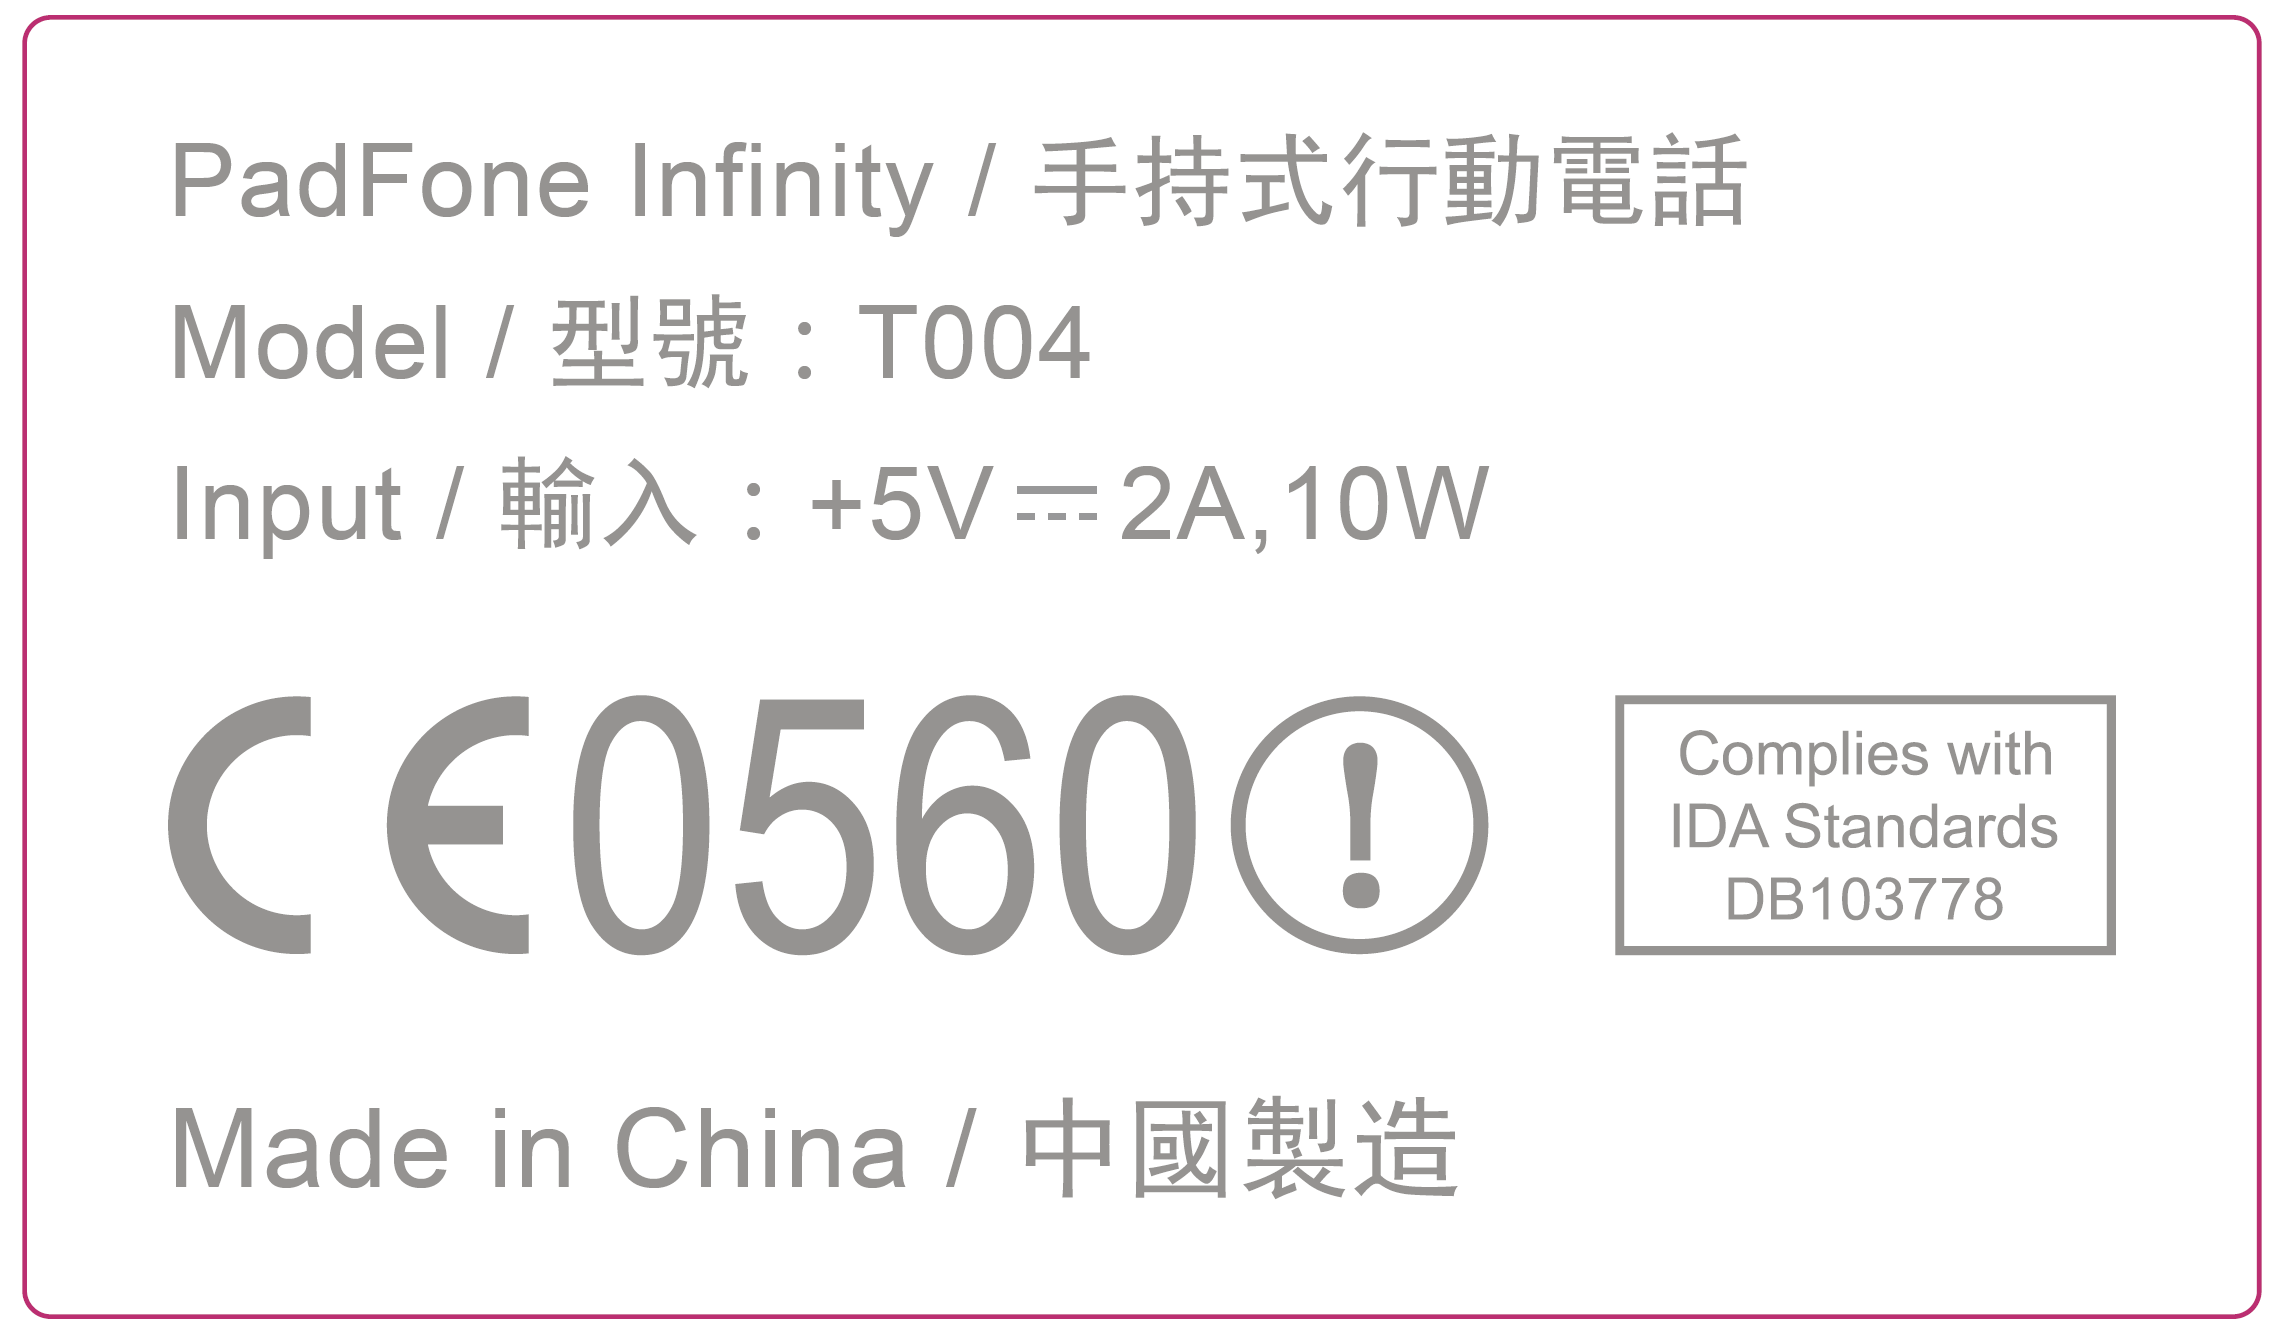 PadFone Infinity / 手持式行動電話
Model / 型號：T004
Input / 輸入：+5V⎓2A,10W
CE0560
Complies with
IDA Standards
DB103778
Made in China / 中國製造